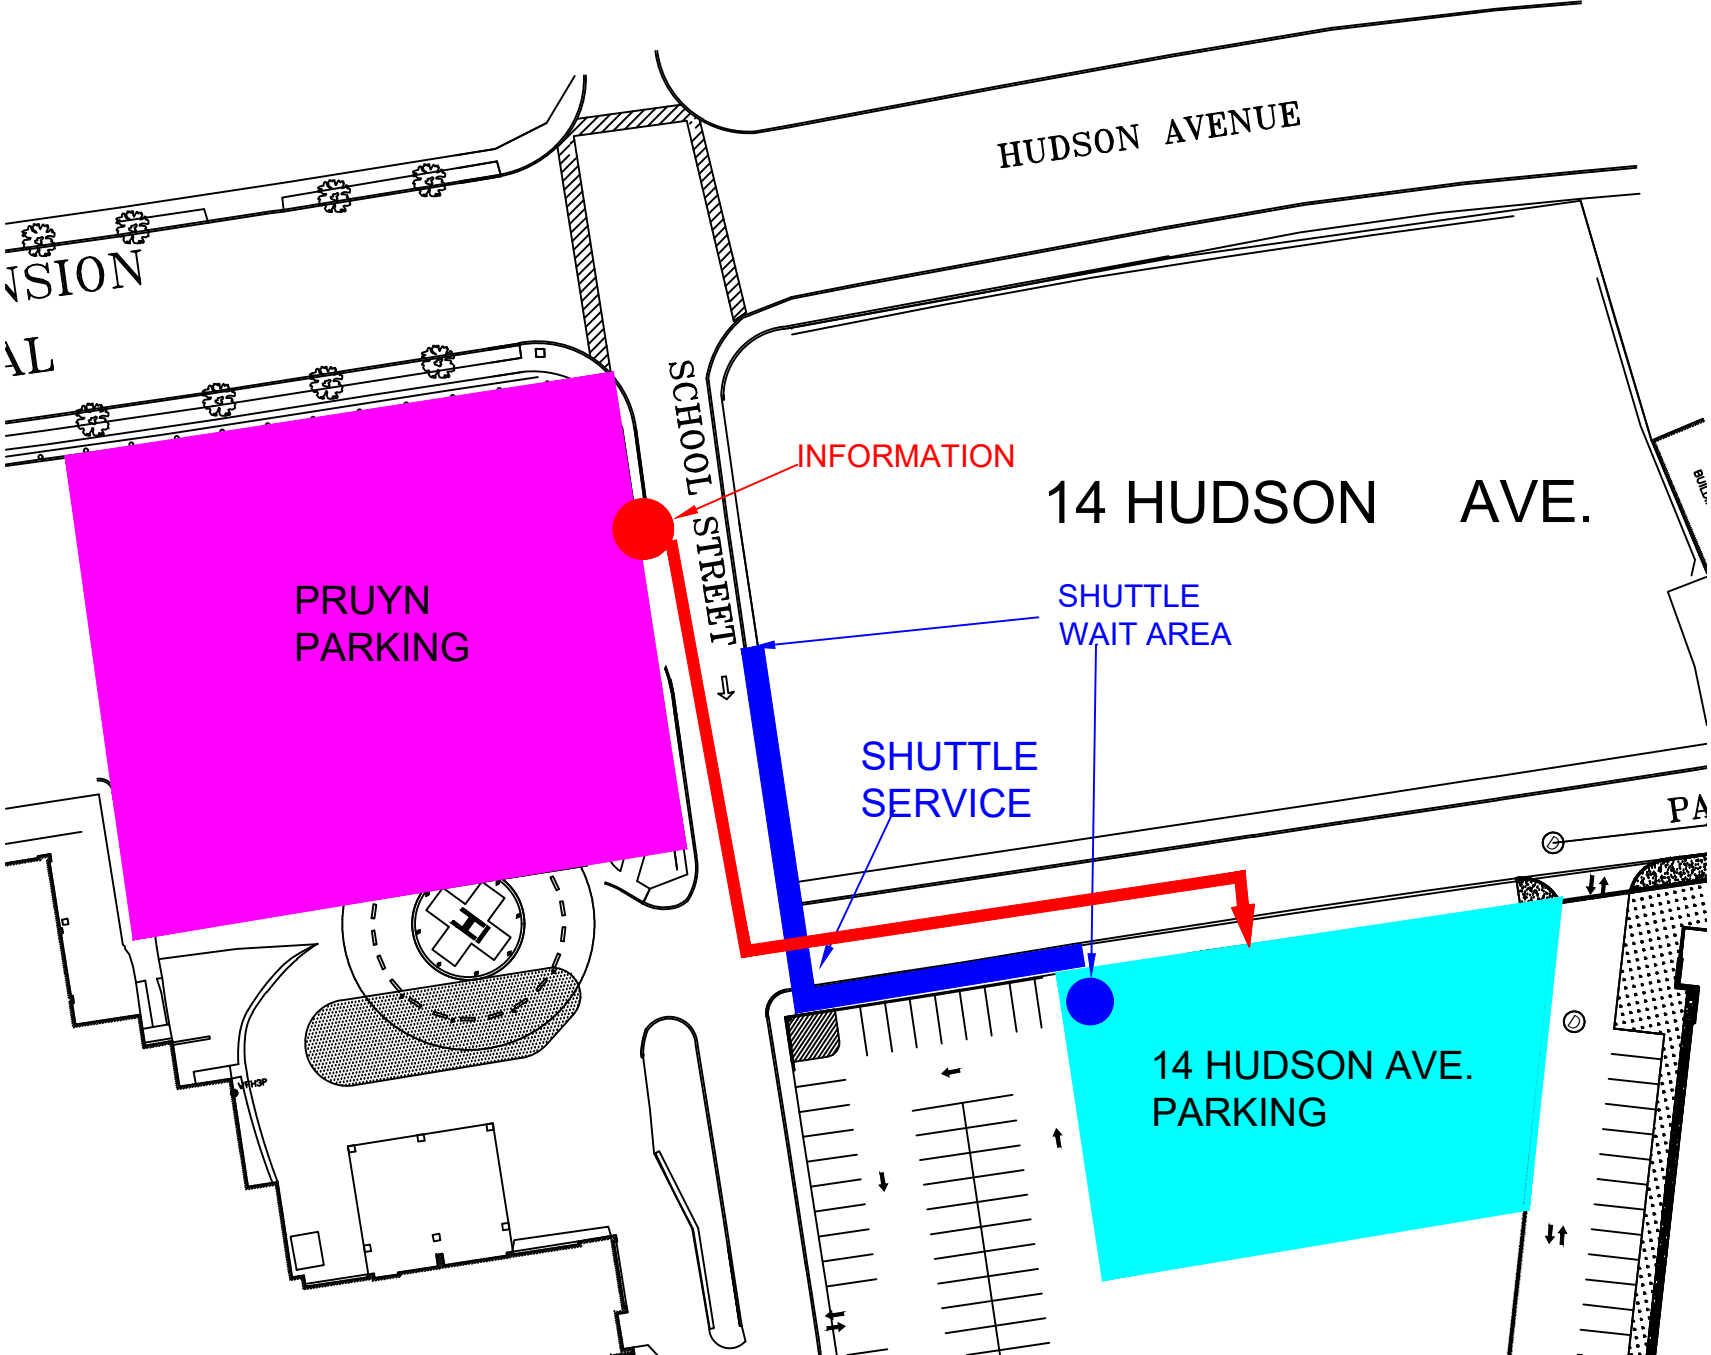 HUDSON AVENUE
NSION
AL
SCHOOL STREET
INFORMATION
14 HUDSON AVE.
PRUYN
PARKING
SHUTTLE
WAIT AREA
SHUTTLE
SERVICE
PA
H
14 HUDSON AVE.
PARKING